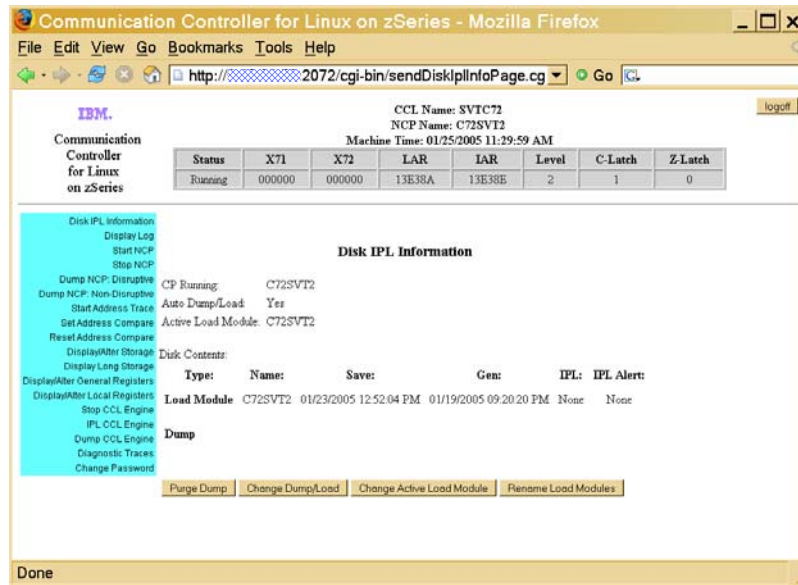 Communication Controller for Linux on zSeries - Mozilla Firefox
File Edit View Go Bookmarks Tools Help
http://2072/cgi-bin/sendDiskIplInfoPage.cg Go
IBM.
Communication
Controller
for Linux
on zSeries
CCL Name: SVTC72
NCP Name: C72SVT2
Machine Time: 01/25/2005 11:29:59 AM
logoff
Status X71 X72 LAR IAR Level C-Latch Z-Latch
Running 000000 000000 13E38A 13E38E 2 1 0
Disk IPL Information
Display Log
Start NCP
Stop NCP
Dump NCP: Disruptive
Dump NCP: Non-Disruptive
Start Address Trace
Set Address Compare
Reset Address Compare
Display/Alter Storage
Display Long Storage
Display/Alter General Registers
Display/Alter Local Registers
Stop CCL Engine
IPL CCL Engine
Dump CCL Engine
Diagnostic Traces
Change Password
Disk IPL Information
CP Running: C72SVT2
Auto Dump/Load: Yes
Active Load Module: C72SVT2
Disk Contents:
Type: Name: Save: Gen: IPL: IPL Alert:
Load Module C72SVT2 01/23/2005 12:52:04 PM 01/19/2005 09:20:20 PM None None
Dump
Purge Dump Change Dump/Load Change Active Load Module Rename Load Modules
Done